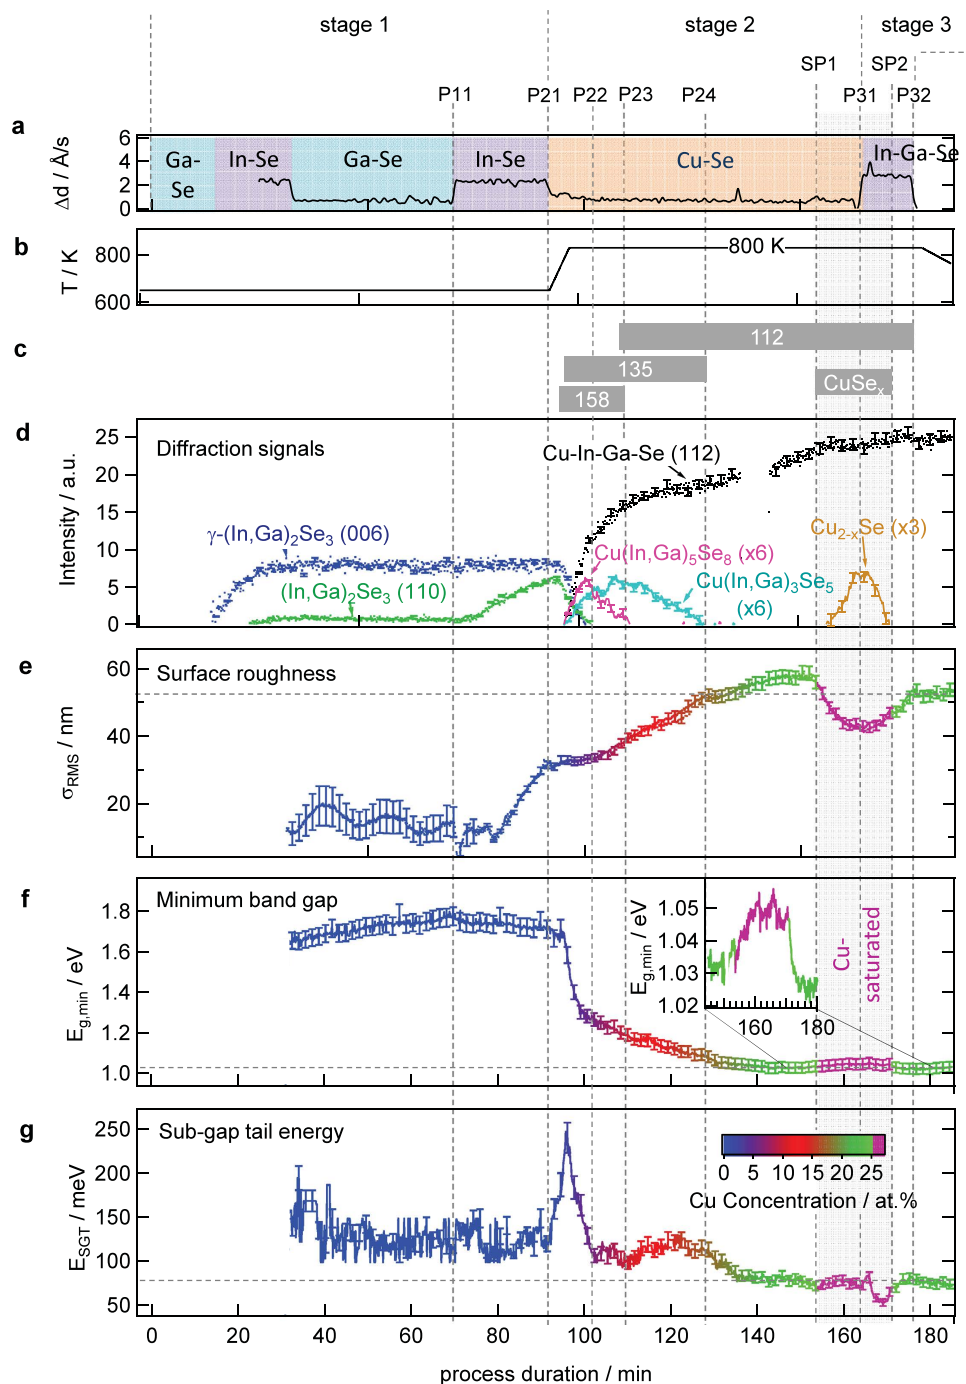 stage 1 stage 2 stage 3
SP1 SP2
P11 P21 P22 P23 P24 P31 P32
a
Δd / Å/s
6
4
2
0
Ga-
Se
In-Se
Ga-Se
In-Se
Cu-Se
In-Ga-Se
b
T / K
800
600
800 K
c
112
135
158
CuSeₓ
d
Diffraction signals
Intensity / a.u.
25
20
15
10
5
0
Cu-In-Ga-Se (112)
γ-(In,Ga)₂Se₃ (006)
(In,Ga)₂Se₃ (110)
Cu(In,Ga)₅Se₈ (x6)
Cu(In,Ga)₃Se₅
(x6)
Cu₂₋ₓSe (x3)
e
Surface roughness
σRMS / nm
60
40
20
f
Minimum band gap
Eg,min / eV
1.8
1.6
1.4
1.2
1.0
Eg,min / eV
1.05
1.04
1.03
1.02
160 180
Cu-
saturated
g
Sub-gap tail energy
ESGT / meV
250
200
150
100
50
0 5 10 15 20 25
Cu Concentration / at.%
0 20 40 60 80 100 120 140 160 180
process duration / min